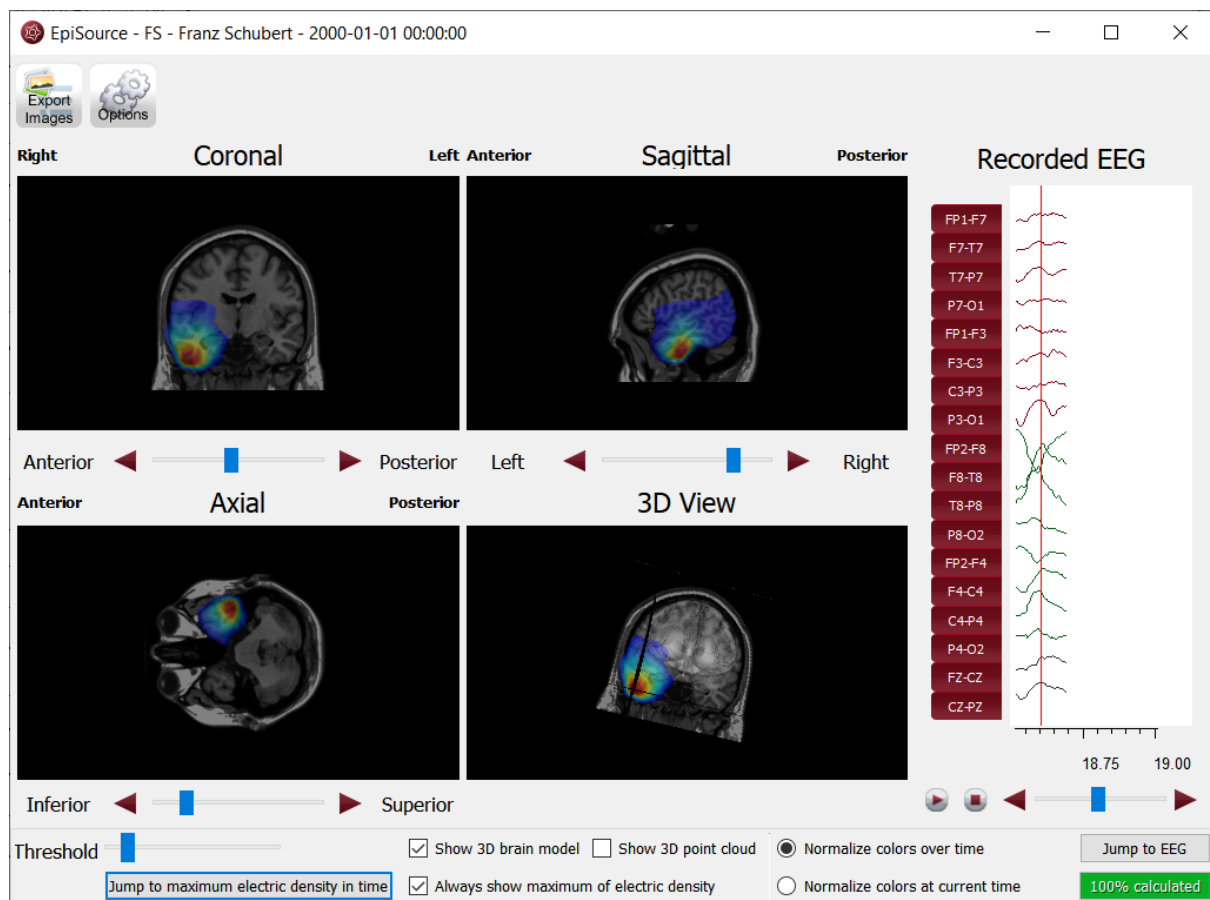 EpiSource - FS - Franz Schubert - 2000-01-01 00:00:00
Export
Images
Options
Right Coronal Left
Anterior Sagittal Posterior
Recorded EEG
FP1-F7
F7-T7
T7-P7
P7-O1
FP1-F3
F3-C3
C3-P3
P3-O1
FP2-F8
F8-T8
T8-P8
P8-O2
FP2-F4
F4-C4
C4-P4
P4-O2
FZ-CZ
CZ-PZ
18.75 19.00
Anterior Posterior
Left Right
Anterior Axial Posterior
3D View
Inferior Superior
Threshold
Jump to maximum electric density in time
Show 3D brain model
Show 3D point cloud
Always show maximum of electric density
Normalize colors over time
Normalize colors at current time
Jump to EEG
100% calculated